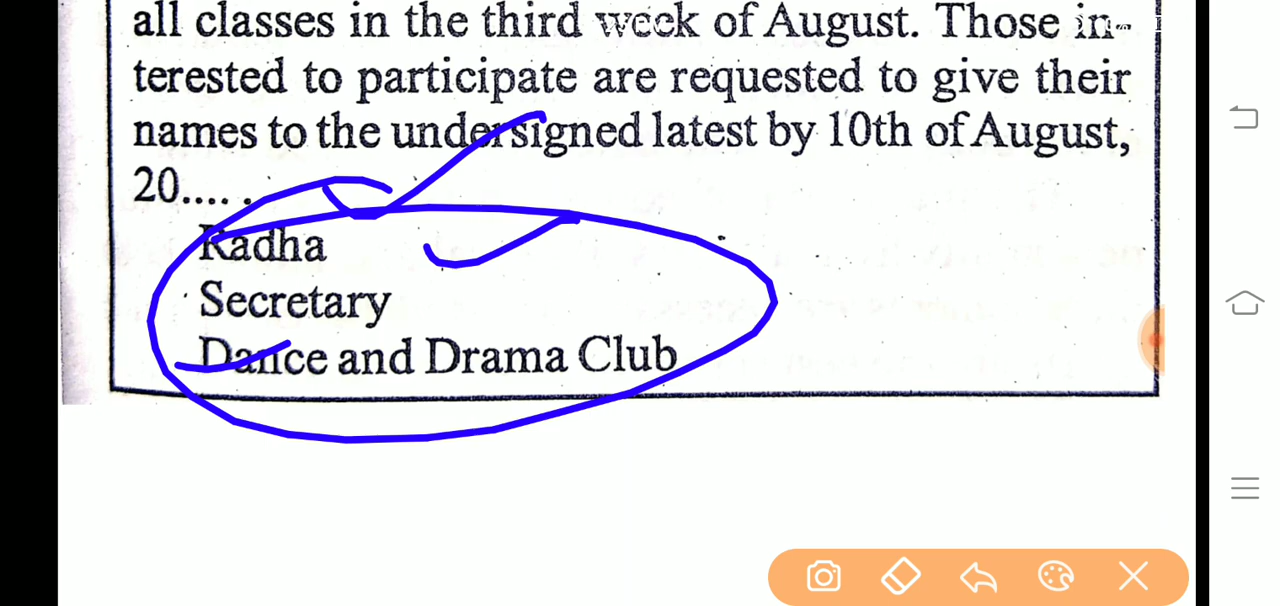 all classes in the third week of August. Those in-
terested to participate are requested to give their
names to the undersigned latest by 10th of August,
20.....
Radha
Secretary
Dance and Drama Club